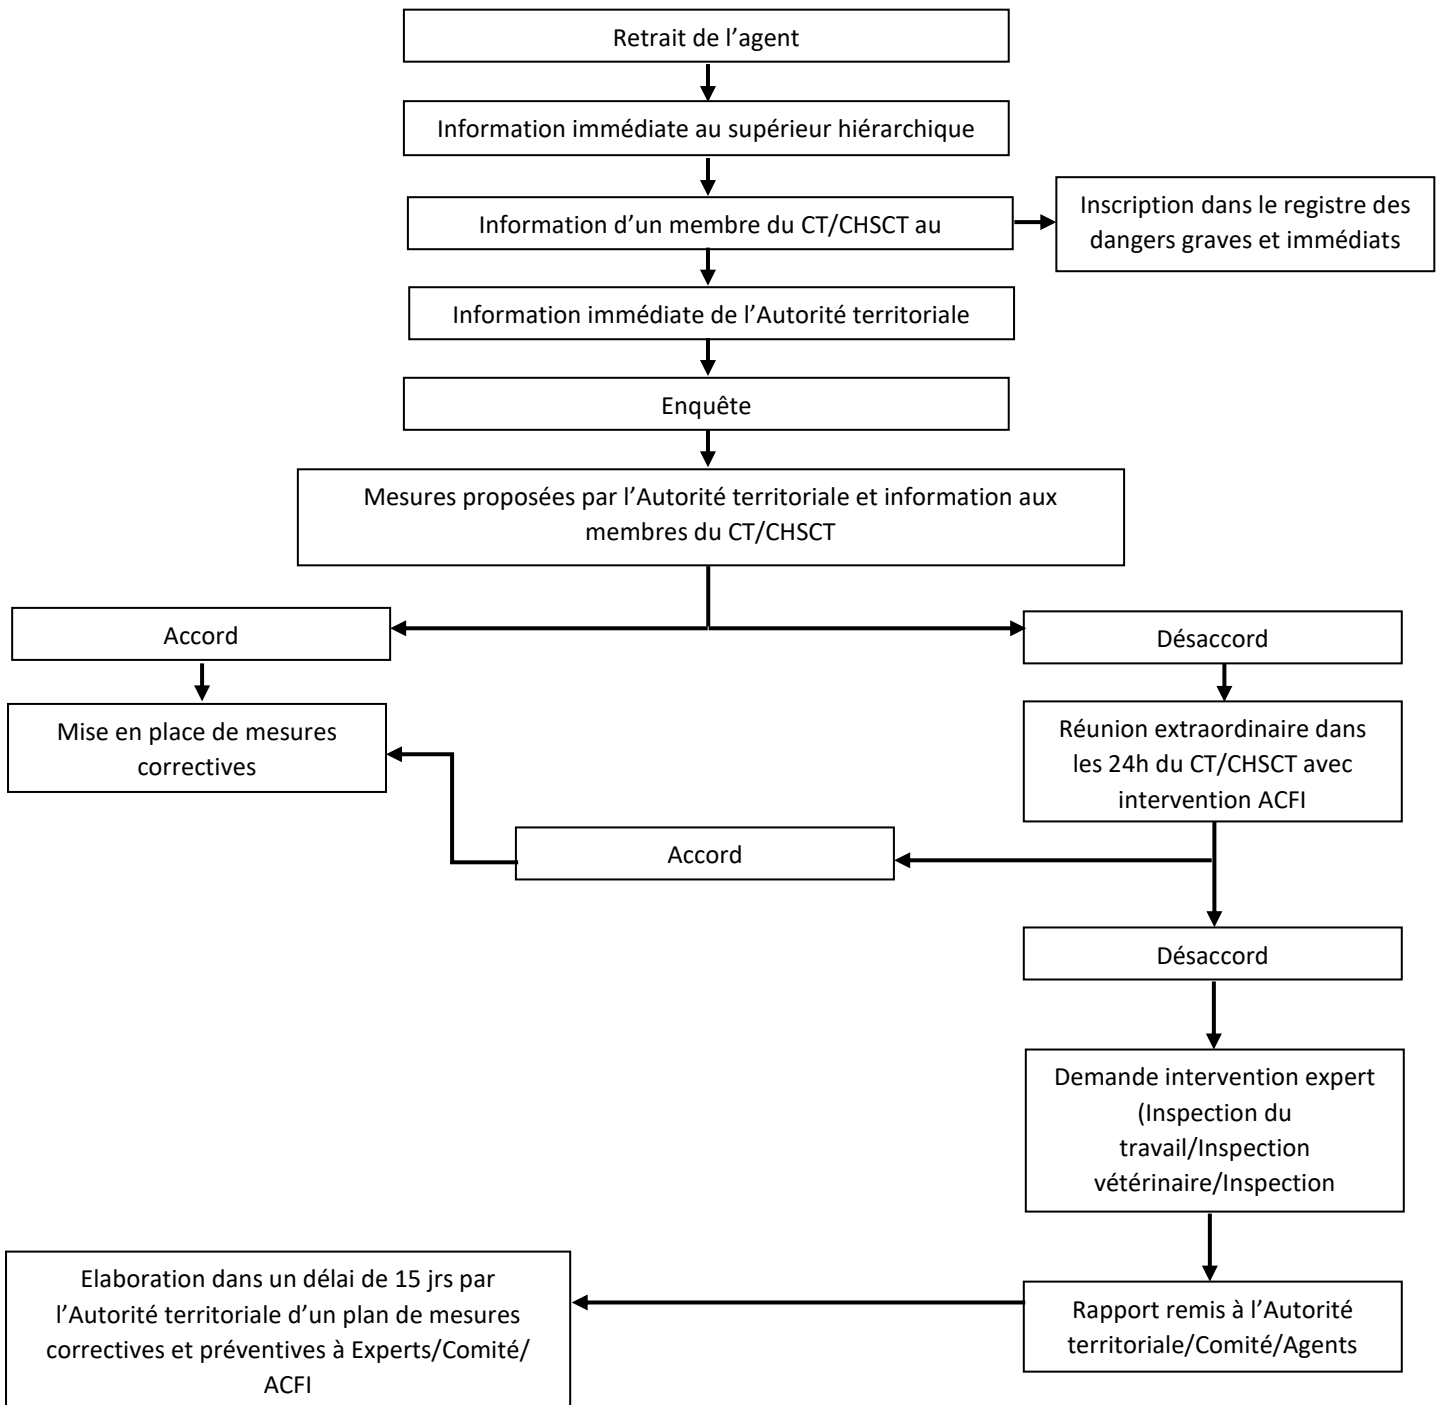 Retrait de l’agent
Information immédiate au supérieur hiérarchique
Information d’un membre du CT/CHSCT au
Inscription dans le registre des
dangers graves et immédiats
Information immédiate de l’Autorité territoriale
Enquête
Mesures proposées par l’Autorité territoriale et information aux
membres du CT/CHSCT
Accord
Désaccord
Mise en place de mesures
correctives
Réunion extraordinaire dans
les 24h du CT/CHSCT avec
intervention ACFI
Accord
Désaccord
Demande intervention expert
(Inspection du
travail/Inspection
vétérinaire/Inspection
Elaboration dans un délai de 15 jrs par
l’Autorité territoriale d’un plan de mesures
correctives et préventives à Experts/Comité/
ACFI
Rapport remis à l’Autorité
territoriale/Comité/Agents